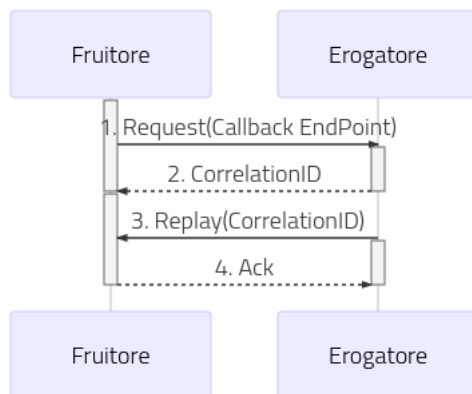 Fruitore Erogatore
1. Request(Callback EndPoint)
2. CorrelationID
3. Replay(CorrelationID)
4. Ack
Fruitore Erogatore